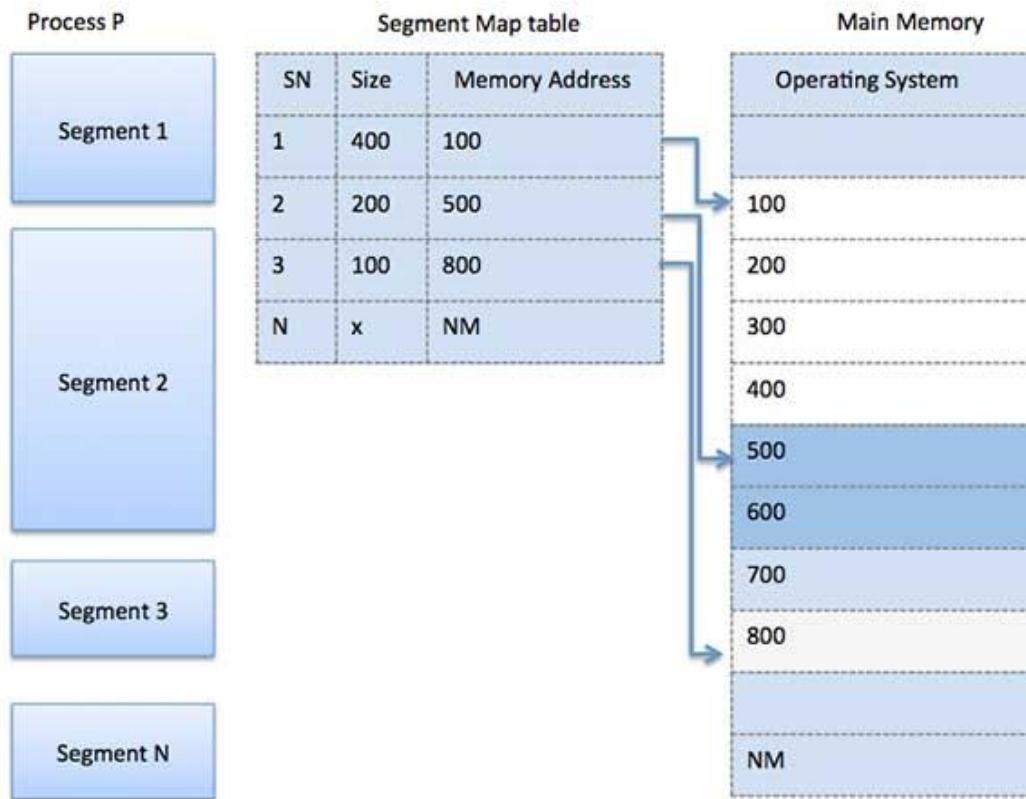 Process P
Segment 1
Segment 2
Segment 3
Segment N
Segment Map table
SN Size Memory Address
1 400 100
2 200 500
3 100 800
N x NM
Main Memory
Operating System
100
200
300
400
500
600
700
800
NM